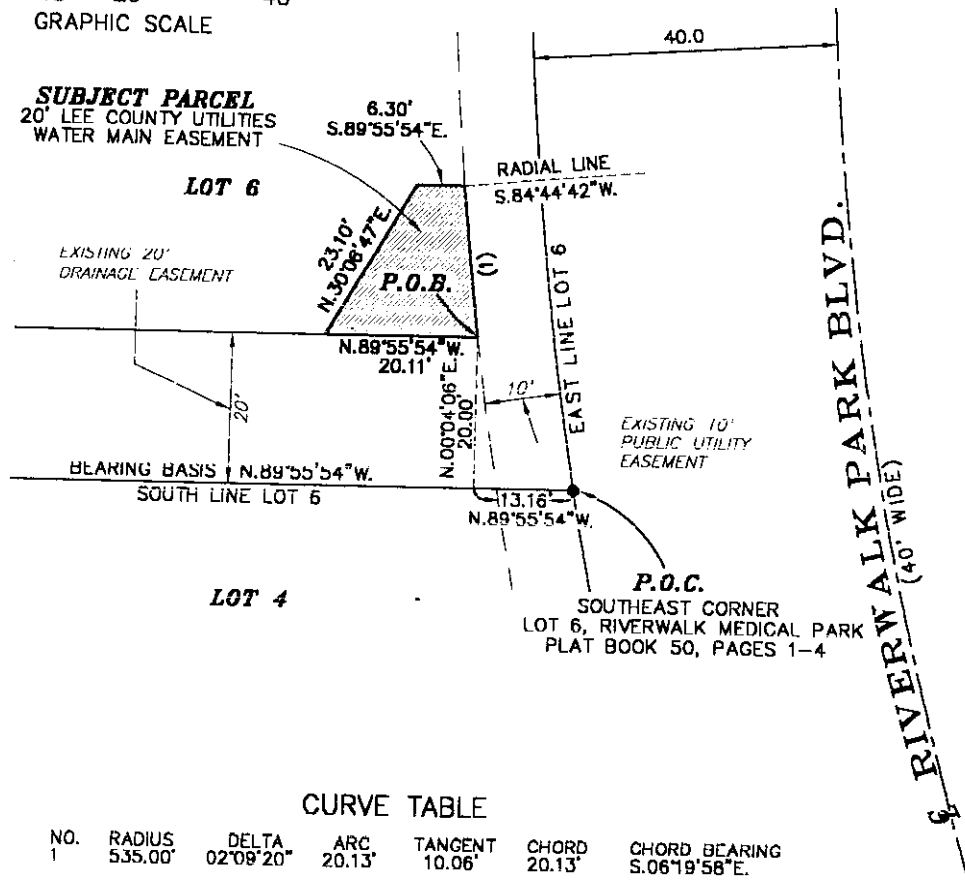 GRAPHIC SCALE
40.0
SUBJECT PARCEL
20' LEE COUNTY UTILITIES
WATER MAIN EASEMENT
6.30'
S.89°55'54"E.
LOT 6
RADIAL LINE
S.84°44'42"W.
EXISTING 20'
DRAINAGE EASEMENT
23.10'
N.30°06'47"E.
P.O.B.
(1)
N.89°55'54"W.
20.11'
N.00°04'06"E.
20.00'
20'
10'
EAST LINE LOT 6
EXISTING 10'
PUBLIC UTILITY
EASEMENT
BEARING BASIS N.89°55'54"W.
SOUTH LINE LOT 6
13.16'
N.89°55'54"W.
LOT 4
P.O.C.
SOUTHEAST CORNER
LOT 6, RIVERWALK MEDICAL PARK
PLAT BOOK 50, PAGES 1-4
RIVERWALK PARK BLVD.
(40' WIDE)
CURVE TABLE
NO. RADIUS DELTA ARC TANGENT CHORD CHORD BEARING
1 535.00' 02°09'20" 20.13' 10.06' 20.13' S.06°19'58"E.